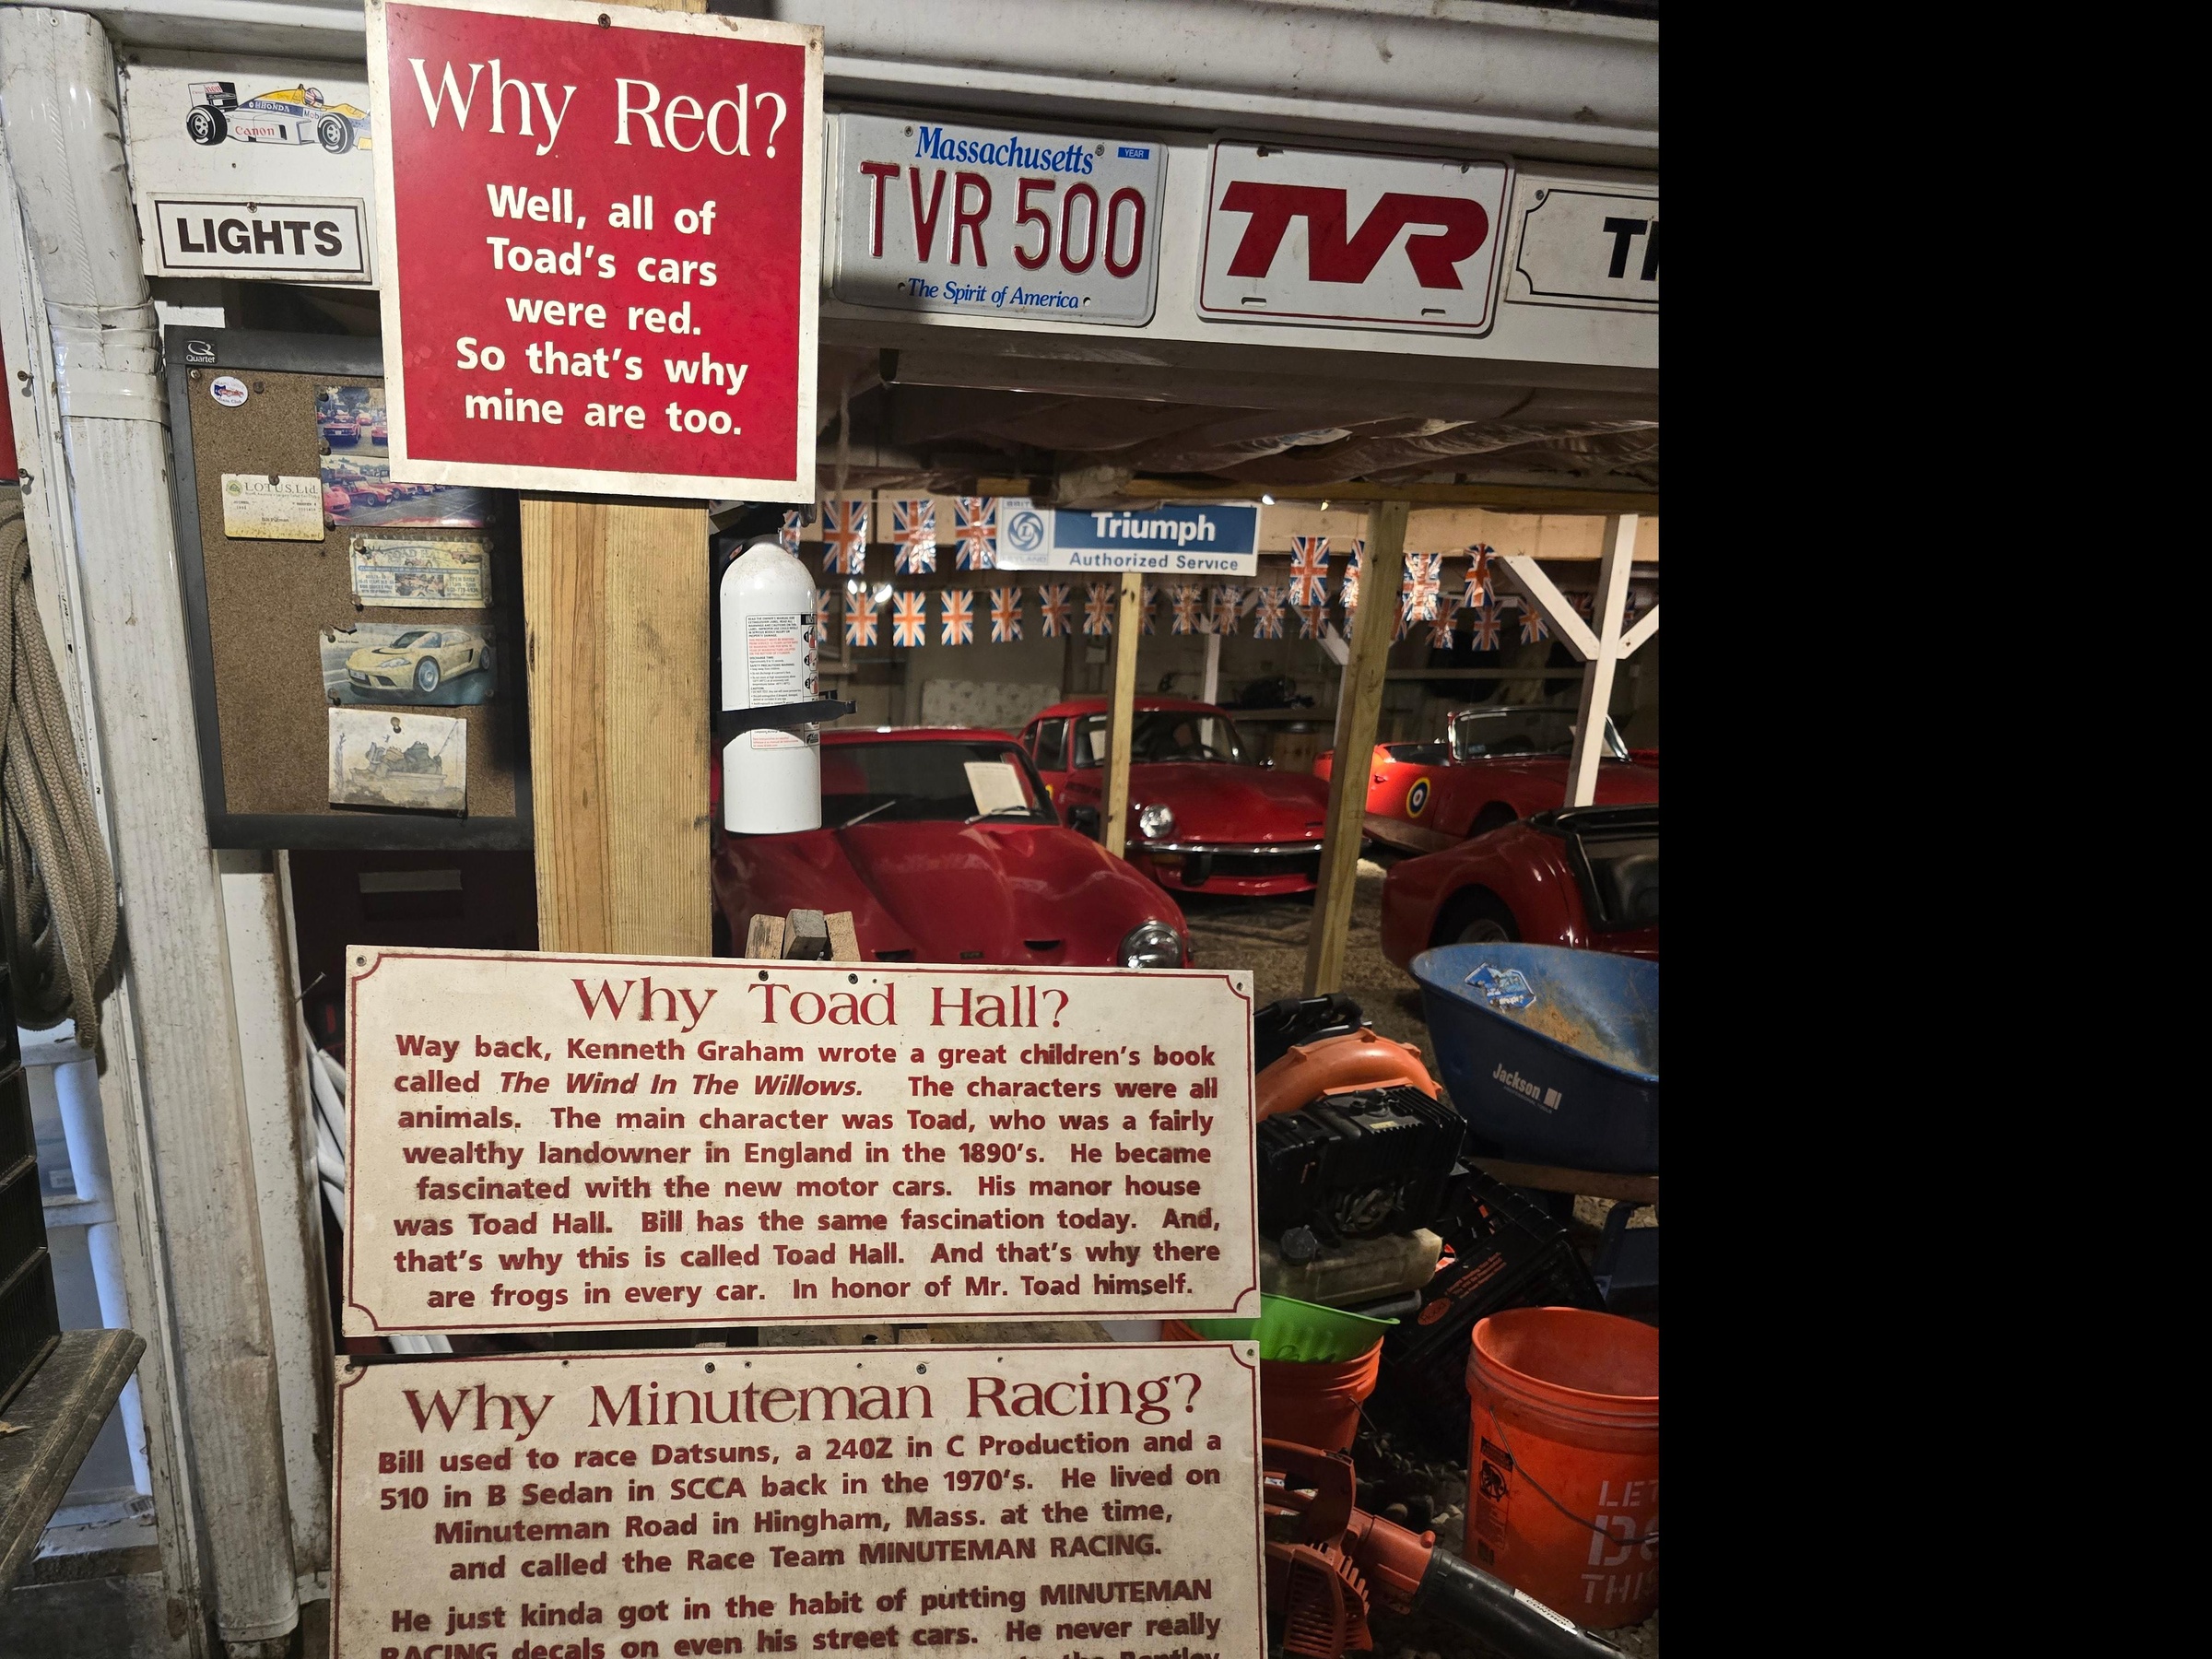 Why Red?
Well, all of
Toad's cars
were red.
So that's why
mine are too.
HONDA
Canon
LIGHTS
Massachusetts
YEAR
TVR 500
The Spirit of America
TVR
Quartet
LOTUS, Ltd.
Triumph
Authorized Service
Why Toad Hall?
Way back, Kenneth Graham wrote a great children's book
called The Wind In The Willows. The characters were all
animals. The main character was Toad, who was a fairly
wealthy landowner in England in the 1890's. He became
fascinated with the new motor cars. His manor house
was Toad Hall. Bill has the same fascination today. And,
that's why this is called Toad Hall. And that's why there
are frogs in every car. In honor of Mr. Toad himself.
Jackson
Why Minuteman Racing?
Bill used to race Datsuns, a 240Z in C Production and a
510 in B Sedan in SCCA back in the 1970's. He lived on
Minuteman Road in Hingham, Mass. at the time,
and called the Race Team MINUTEMAN RACING.
He just kinda got in the habit of putting MINUTEMAN
RACING decals on even his street cars. He never really